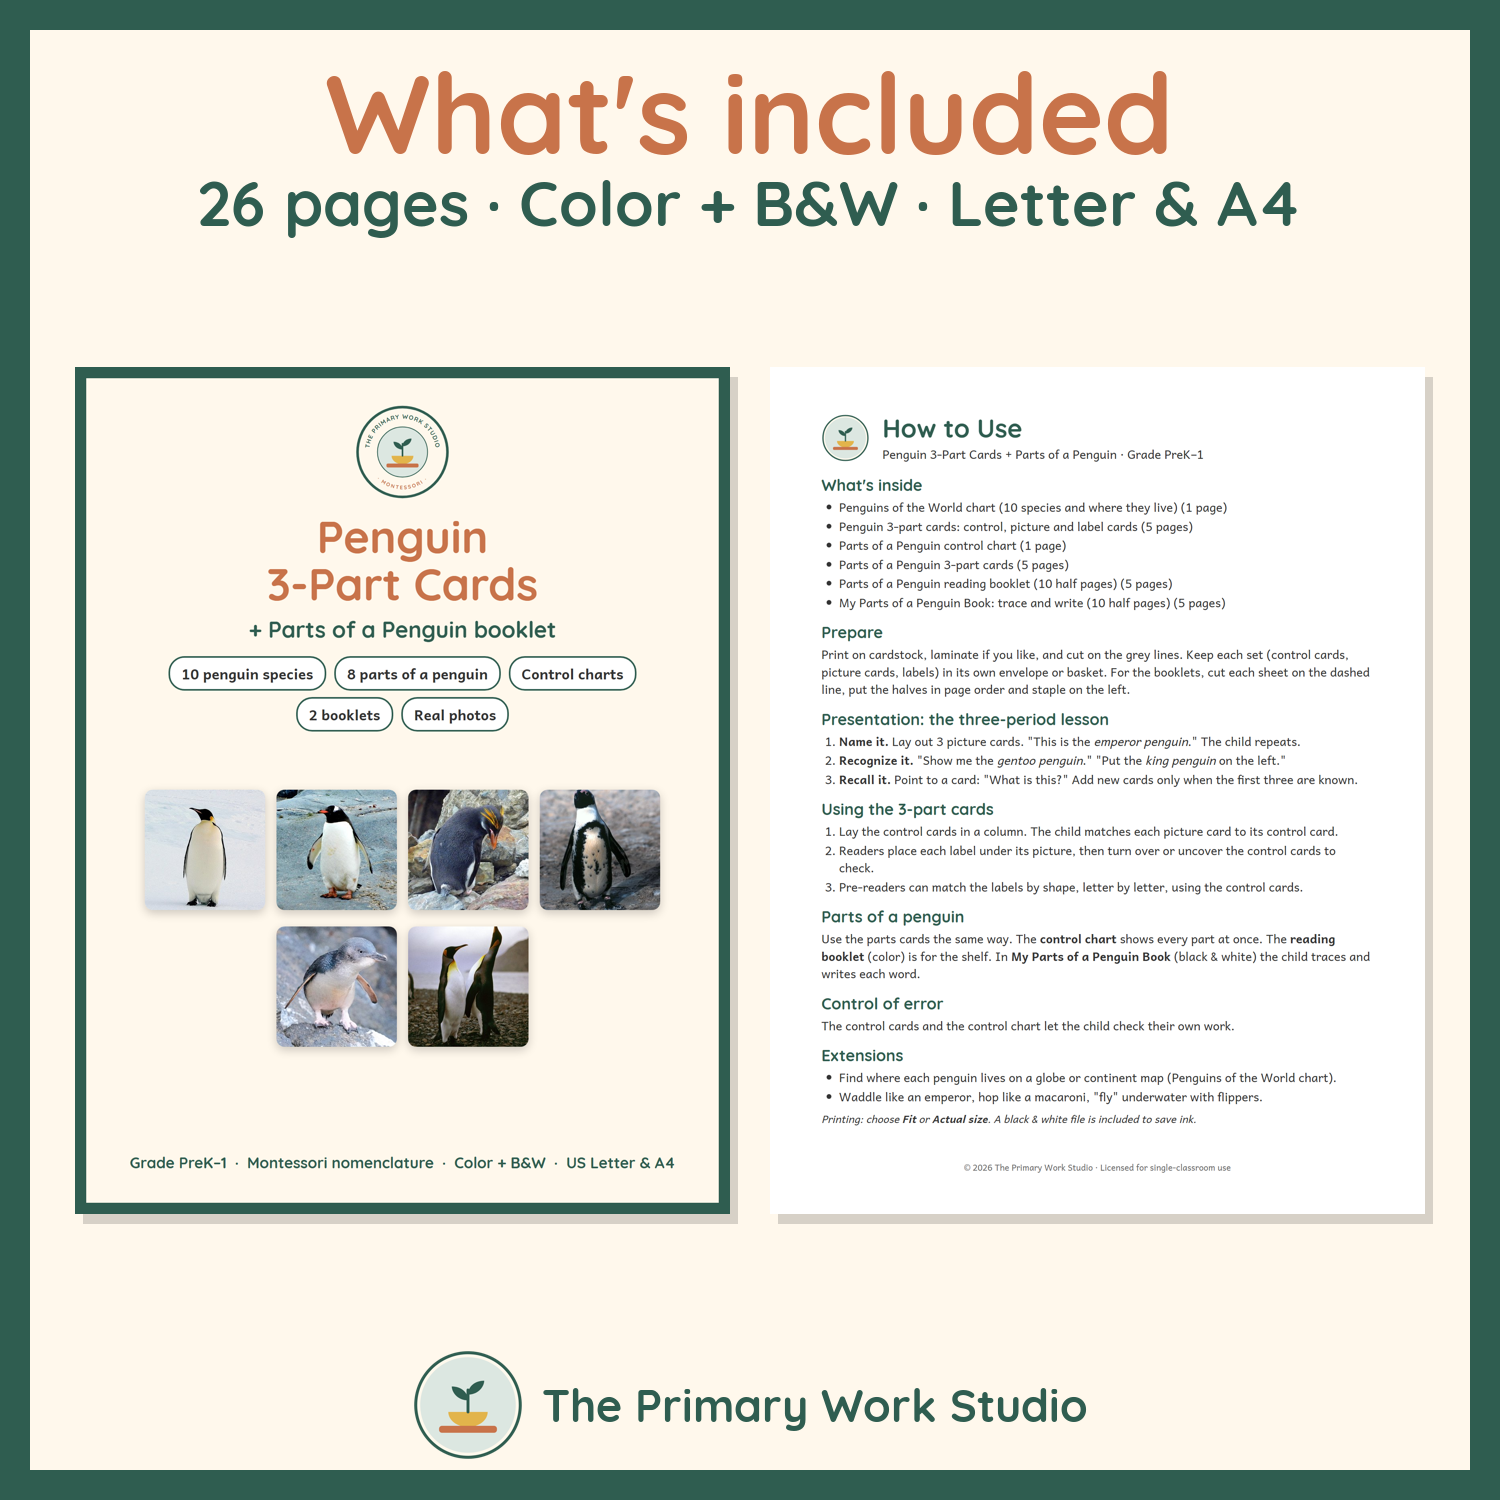 What's included
26 pages · Color + B&W · Letter & A4
THE PRIMARY WORK STUDIO
MONTESSORI
Penguin
3-Part Cards
+ Parts of a Penguin booklet
10 penguin species
8 parts of a penguin
Control charts
2 booklets
Real photos
Grade PreK–1 · Montessori nomenclature · Color + B&W · US Letter & A4
How to Use
Penguin 3-Part Cards + Parts of a Penguin · Grade PreK–1
What's inside
• Penguins of the World chart (10 species and where they live) (1 page)
• Penguin 3-part cards: control, picture and label cards (5 pages)
• Parts of a Penguin control chart (1 page)
• Parts of a Penguin 3-part cards (5 pages)
• Parts of a Penguin reading booklet (10 half pages) (5 pages)
• My Parts of a Penguin Book: trace and write (10 half pages) (5 pages)
Prepare
Print on cardstock, laminate if you like, and cut on the grey lines. Keep each set (control cards,
picture cards, labels) in its own envelope or basket. For the booklets, cut each sheet on the dashed
line, put the halves in page order and staple on the left.
Presentation: the three-period lesson
1. Name it. Lay out 3 picture cards. "This is the emperor penguin." The child repeats.
2. Recognize it. "Show me the gentoo penguin." "Put the king penguin on the left."
3. Recall it. Point to a card: "What is this?" Add new cards only when the first three are known.
Using the 3-part cards
1. Lay the control cards in a column. The child matches each picture card to its control card.
2. Readers place each label under its picture, then turn over or uncover the control cards to
check.
3. Pre-readers can match the labels by shape, letter by letter, using the control cards.
Parts of a penguin
Use the parts cards the same way. The control chart shows every part at once. The reading
booklet (color) is for the shelf. In My Parts of a Penguin Book (black & white) the child traces and
writes each word.
Control of error
The control cards and the control chart let the child check their own work.
Extensions
• Find where each penguin lives on a globe or continent map (Penguins of the World chart).
• Waddle like an emperor, hop like a macaroni, "fly" underwater with flippers.
Printing: choose Fit or Actual size. A black & white file is included to save ink.
© 2026 The Primary Work Studio · Licensed for single-classroom use
The Primary Work Studio